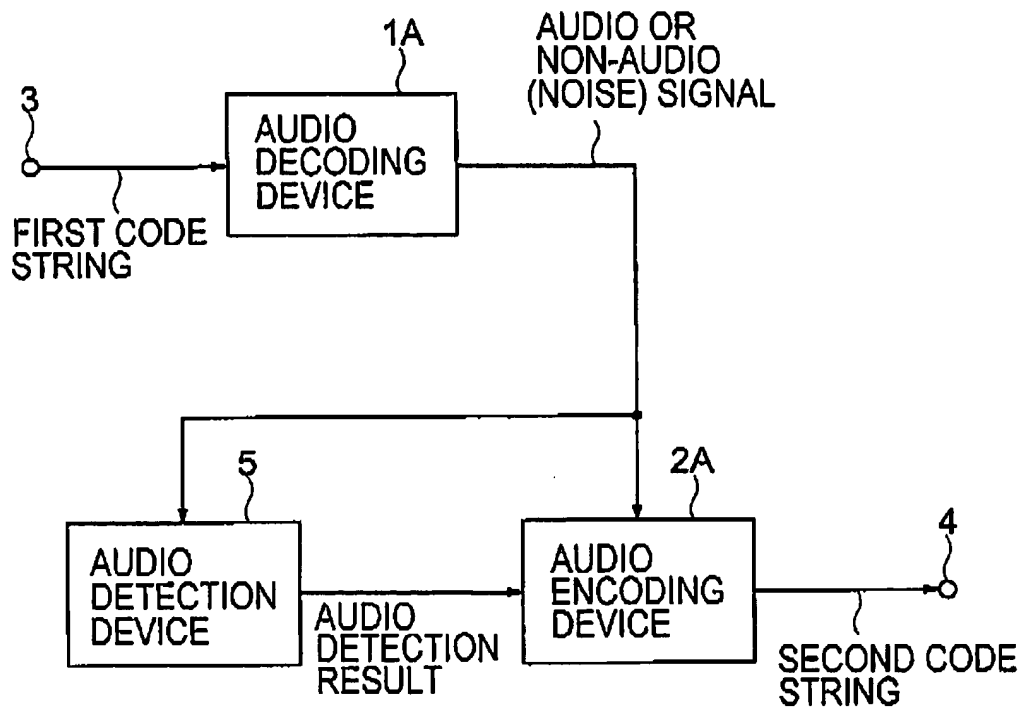 1A
AUDIO OR
NON-AUDIO
(NOISE) SIGNAL
3
AUDIO
DECODING
DEVICE
FIRST CODE
STRING
5
2A
4
AUDIO
DETECTION
DEVICE
AUDIO
DETECTION
RESULT
AUDIO
ENCODING
DEVICE
SECOND CODE
STRING